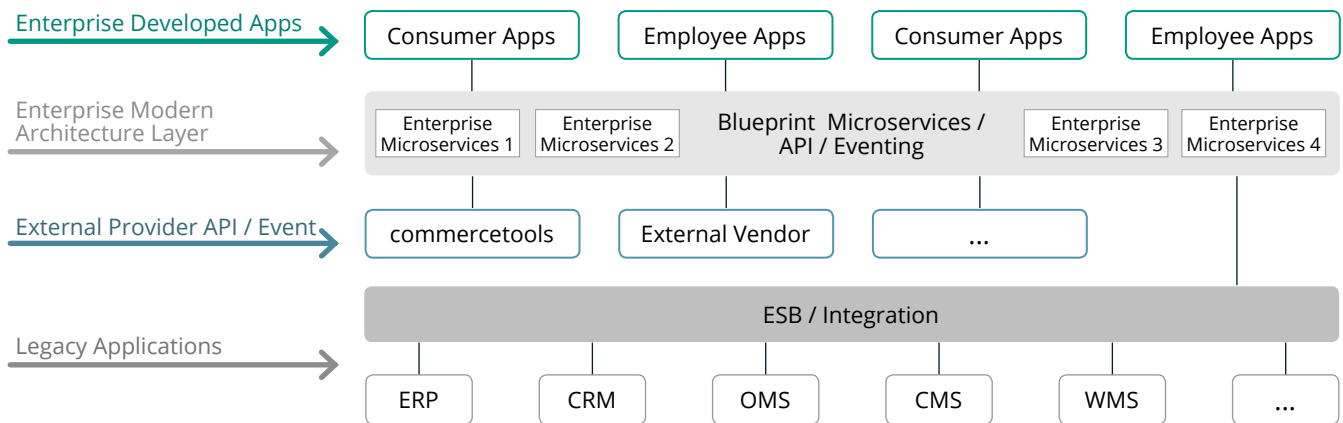 Enterprise Developed Apps
Consumer Apps
Employee Apps
Consumer Apps
Employee Apps
Enterprise Modern
Architecture Layer
Enterprise
Microservices 1
Enterprise
Microservices 2
Blueprint Microservices /
API / Eventing
Enterprise
Microservices 3
Enterprise
Microservices 4
External Provider API / Event
commercetools
External Vendor
...
ESB / Integration
Legacy Applications
ERP
CRM
OMS
CMS
WMS
...